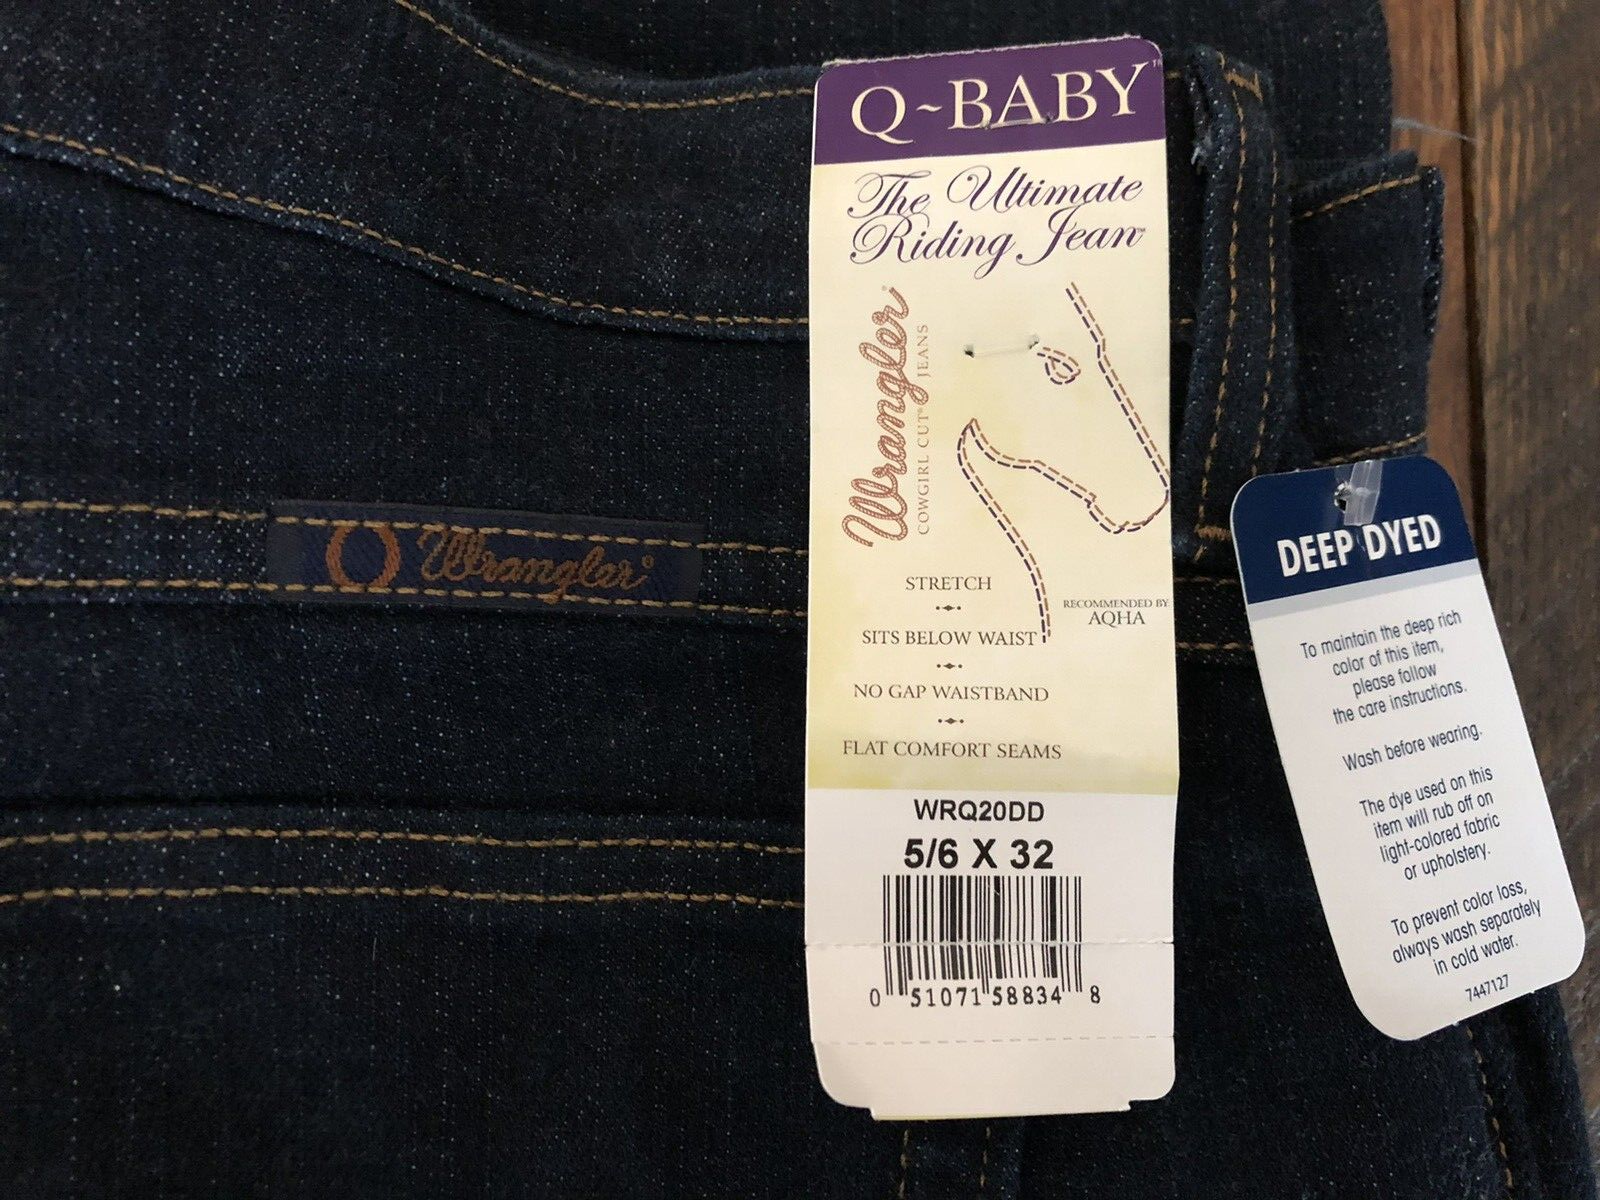 Q~BABY™
The Ultimate
Riding Jean™
Wrangler®
COWGIRL CUT® JEANS
STRETCH
SITS BELOW WAIST
NO GAP WAISTBAND
FLAT COMFORT SEAMS
RECOMMENDED BY
AQHA
WRQ20DD
5/6 X 32
0 51071 58834 8
Wrangler®
DEEP DYED
To maintain the deep rich
color of this item,
please follow
the care instructions.
Wash before wearing.
The dye used on this
item will rub off on
light-colored fabric
or upholstery.
To prevent color loss,
always wash separately
in cold water.
7447127